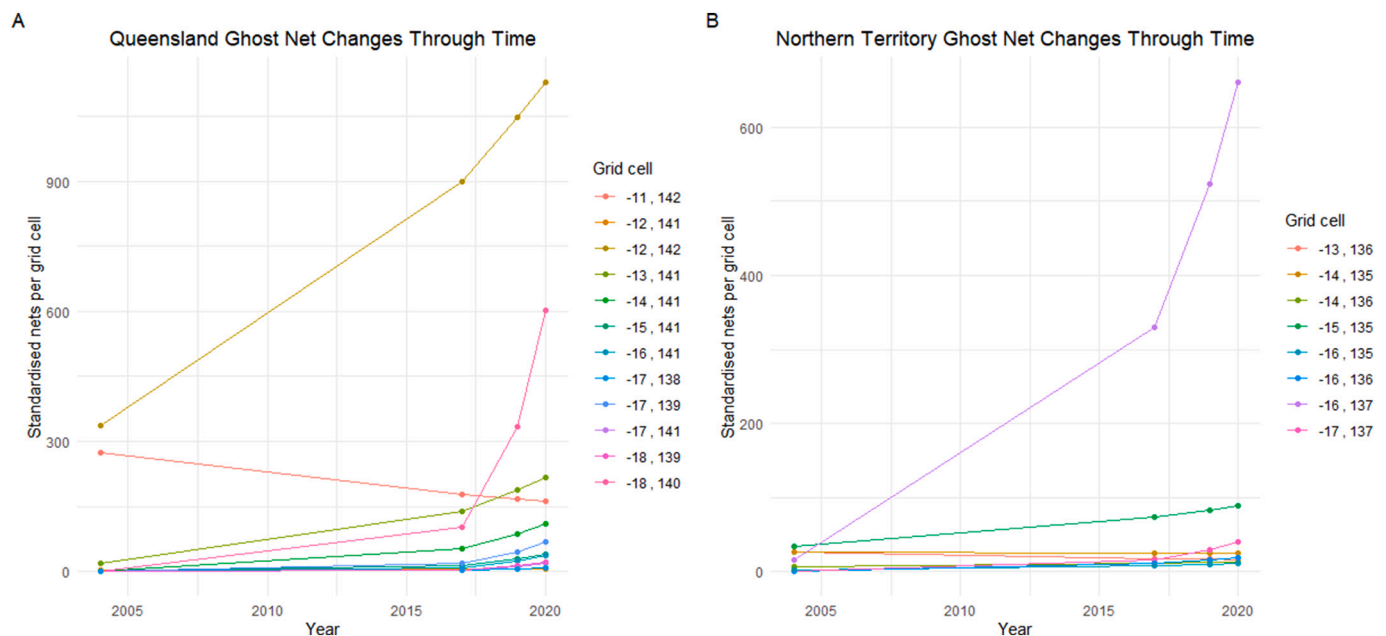 A
Queensland Ghost Net Changes Through Time
Standardised nets per grid cell
900
600
300
0
2005
2010
2015
2020
Year
Grid cell
-11 , 142
-12 , 141
-12 , 142
-13 , 141
-14 , 141
-15 , 141
-16 , 141
-17 , 138
-17 , 139
-17 , 141
-18 , 139
-18 , 140
B
Northern Territory Ghost Net Changes Through Time
Standardised nets per grid cell
600
400
200
0
2005
2010
2015
2020
Year
Grid cell
-13 , 136
-14 , 135
-14 , 136
-15 , 135
-16 , 135
-16 , 136
-16 , 137
-17 , 137